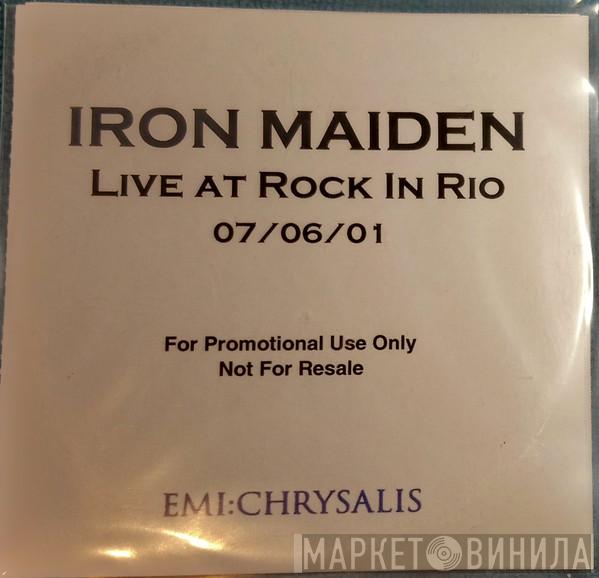 IRON MAIDEN
LIVE AT ROCK IN RIO
07/06/01
For Promotional Use Only
Not For Resale
EMI:CHRYSALIS
МАРКЕТ ВИНИЛА